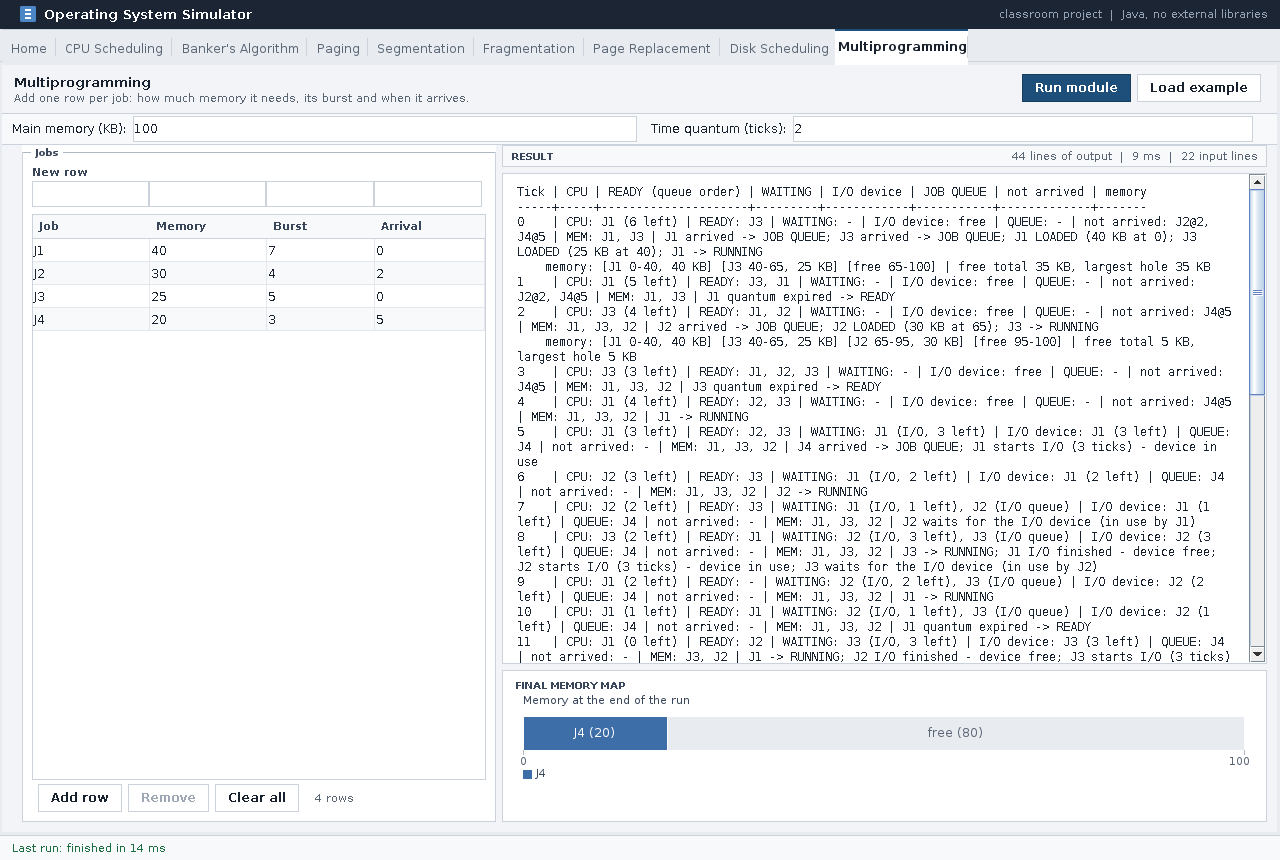 Operating System Simulator
classroom project | Java, no external libraries
Home
CPU Scheduling
Banker's Algorithm
Paging
Segmentation
Fragmentation
Page Replacement
Disk Scheduling
Multiprogramming
Multiprogramming
Add one row per job: how much memory it needs, its burst and when it arrives.
Run module
Load example
Main memory (KB): 100
Time quantum (ticks): 2
Jobs
New row
Job Memory Burst Arrival
J1 40 7 0
J2 30 4 2
J3 25 5 0
J4 20 3 5
Add row
Remove
Clear all
4 rows
RESULT
44 lines of output | 9 ms | 22 input lines
Tick | CPU | READY (queue order) | WAITING | I/O device | JOB QUEUE | not arrived | memory
-----+-----+---------------------+---------+------------+-----------+-------------+-------
0    | CPU: J1 (6 left) | READY: J3 | WAITING: - | I/O device: free | QUEUE: - | not arrived: J2@2,
J4@5 | MEM: J1, J3 | J1 arrived -> JOB QUEUE; J3 arrived -> JOB QUEUE; J1 LOADED (40 KB at 0); J3
LOADED (25 KB at 40); J1 -> RUNNING
memory: [J1 0-40, 40 KB] [J3 40-65, 25 KB] [free 65-100] | free total 35 KB, largest hole 35 KB
1    | CPU: J1 (5 left) | READY: J3, J1 | WAITING: - | I/O device: free | QUEUE: - | not arrived:
J2@2, J4@5 | MEM: J1, J3 | J1 quantum expired -> READY
2    | CPU: J3 (4 left) | READY: J1, J2 | WAITING: - | I/O device: free | QUEUE: - | not arrived: J4@5
| MEM: J1, J3, J2 | J2 arrived -> JOB QUEUE; J2 LOADED (30 KB at 65); J3 -> RUNNING
memory: [J1 0-40, 40 KB] [J3 40-65, 25 KB] [J2 65-95, 30 KB] [free 95-100] | free total 5 KB,
largest hole 5 KB
3    | CPU: J3 (3 left) | READY: J1, J2, J3 | WAITING: - | I/O device: free | QUEUE: - | not arrived:
J4@5 | MEM: J1, J3, J2 | J3 quantum expired -> READY
4    | CPU: J1 (4 left) | READY: J2, J3 | WAITING: - | I/O device: free | QUEUE: - | not arrived: J4@5
| MEM: J1, J3, J2 | J1 -> RUNNING
5    | CPU: J1 (3 left) | READY: J2, J3 | WAITING: J1 (I/O, 3 left) | I/O device: J1 (3 left) | QUEUE:
J4 | not arrived: - | MEM: J1, J3, J2 | J4 arrived -> JOB QUEUE; J1 starts I/O (3 ticks) - device in
use
6    | CPU: J2 (3 left) | READY: J3 | WAITING: J1 (I/O, 2 left) | I/O device: J1 (2 left) | QUEUE: J4
| not arrived: - | MEM: J1, J3, J2 | J2 -> RUNNING
7    | CPU: J2 (2 left) | READY: J3 | WAITING: J1 (I/O, 1 left), J2 (I/O queue) | I/O device: J1 (1
left) | QUEUE: J4 | not arrived: - | MEM: J1, J3, J2 | J2 waits for the I/O device (in use by J1)
8    | CPU: J3 (2 left) | READY: J1 | WAITING: J2 (I/O, 3 left), J3 (I/O queue) | I/O device: J2 (3
left) | QUEUE: J4 | not arrived: - | MEM: J1, J3, J2 | J3 -> RUNNING; J1 I/O finished - device free;
J2 starts I/O (3 ticks) - device in use; J3 waits for the I/O device (in use by J2)
9    | CPU: J1 (2 left) | READY: - | WAITING: J2 (I/O, 2 left), J3 (I/O queue) | I/O device: J2 (2
left) | QUEUE: J4 | not arrived: - | MEM: J1, J3, J2 | J1 -> RUNNING
10   | CPU: J1 (1 left) | READY: J1 | WAITING: J2 (I/O, 1 left), J3 (I/O queue) | I/O device: J2 (1
left) | QUEUE: J4 | not arrived: - | MEM: J1, J3, J2 | J1 quantum expired -> READY
11   | CPU: J1 (0 left) | READY: J2 | WAITING: J3 (I/O, 3 left) | I/O device: J3 (3 left) | QUEUE: J4
| not arrived: - | MEM: J3, J2 | J1 -> RUNNING; J2 I/O finished - device free; J3 starts I/O (3 ticks)
FINAL MEMORY MAP
Memory at the end of the run
J4 (20)
free (80)
0
100
J4
Last run: finished in 14 ms